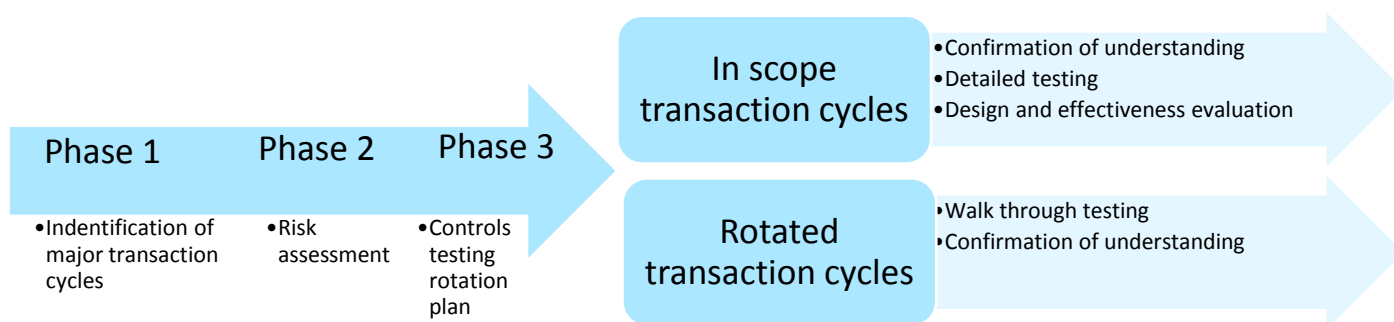 Phase 1
Phase 2
Phase 3
•Indentification of
major transaction
cycles
•Risk
assessment
•Controls
testing
rotation
plan
In scope
transaction cycles
•Confirmation of understanding
•Detailed testing
•Design and effectiveness evaluation
Rotated
transaction cycles
•Walk through testing
•Confirmation of understanding